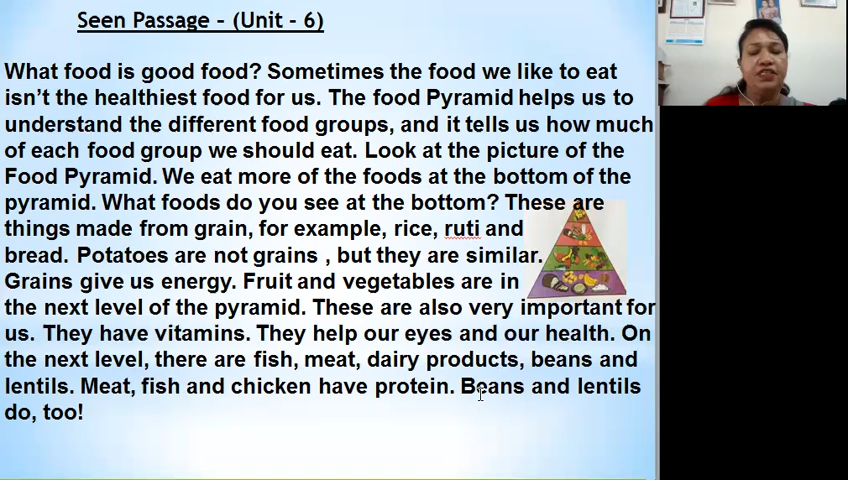 Seen Passage - (Unit - 6)
What food is good food? Sometimes the food we like to eat
isn't the healthiest food for us. The food Pyramid helps us to
understand the different food groups, and it tells us how much
of each food group we should eat. Look at the picture of the
Food Pyramid. We eat more of the foods at the bottom of the
pyramid. What foods do you see at the bottom? These are
things made from grain, for example, rice, ruti and
bread. Potatoes are not grains , but they are similar.
Grains give us energy. Fruit and vegetables are in
the next level of the pyramid. These are also very important for
us. They have vitamins. They help our eyes and our health. On
the next level, there are fish, meat, dairy products, beans and
lentils. Meat, fish and chicken have protein. Beans and lentils
do, too!